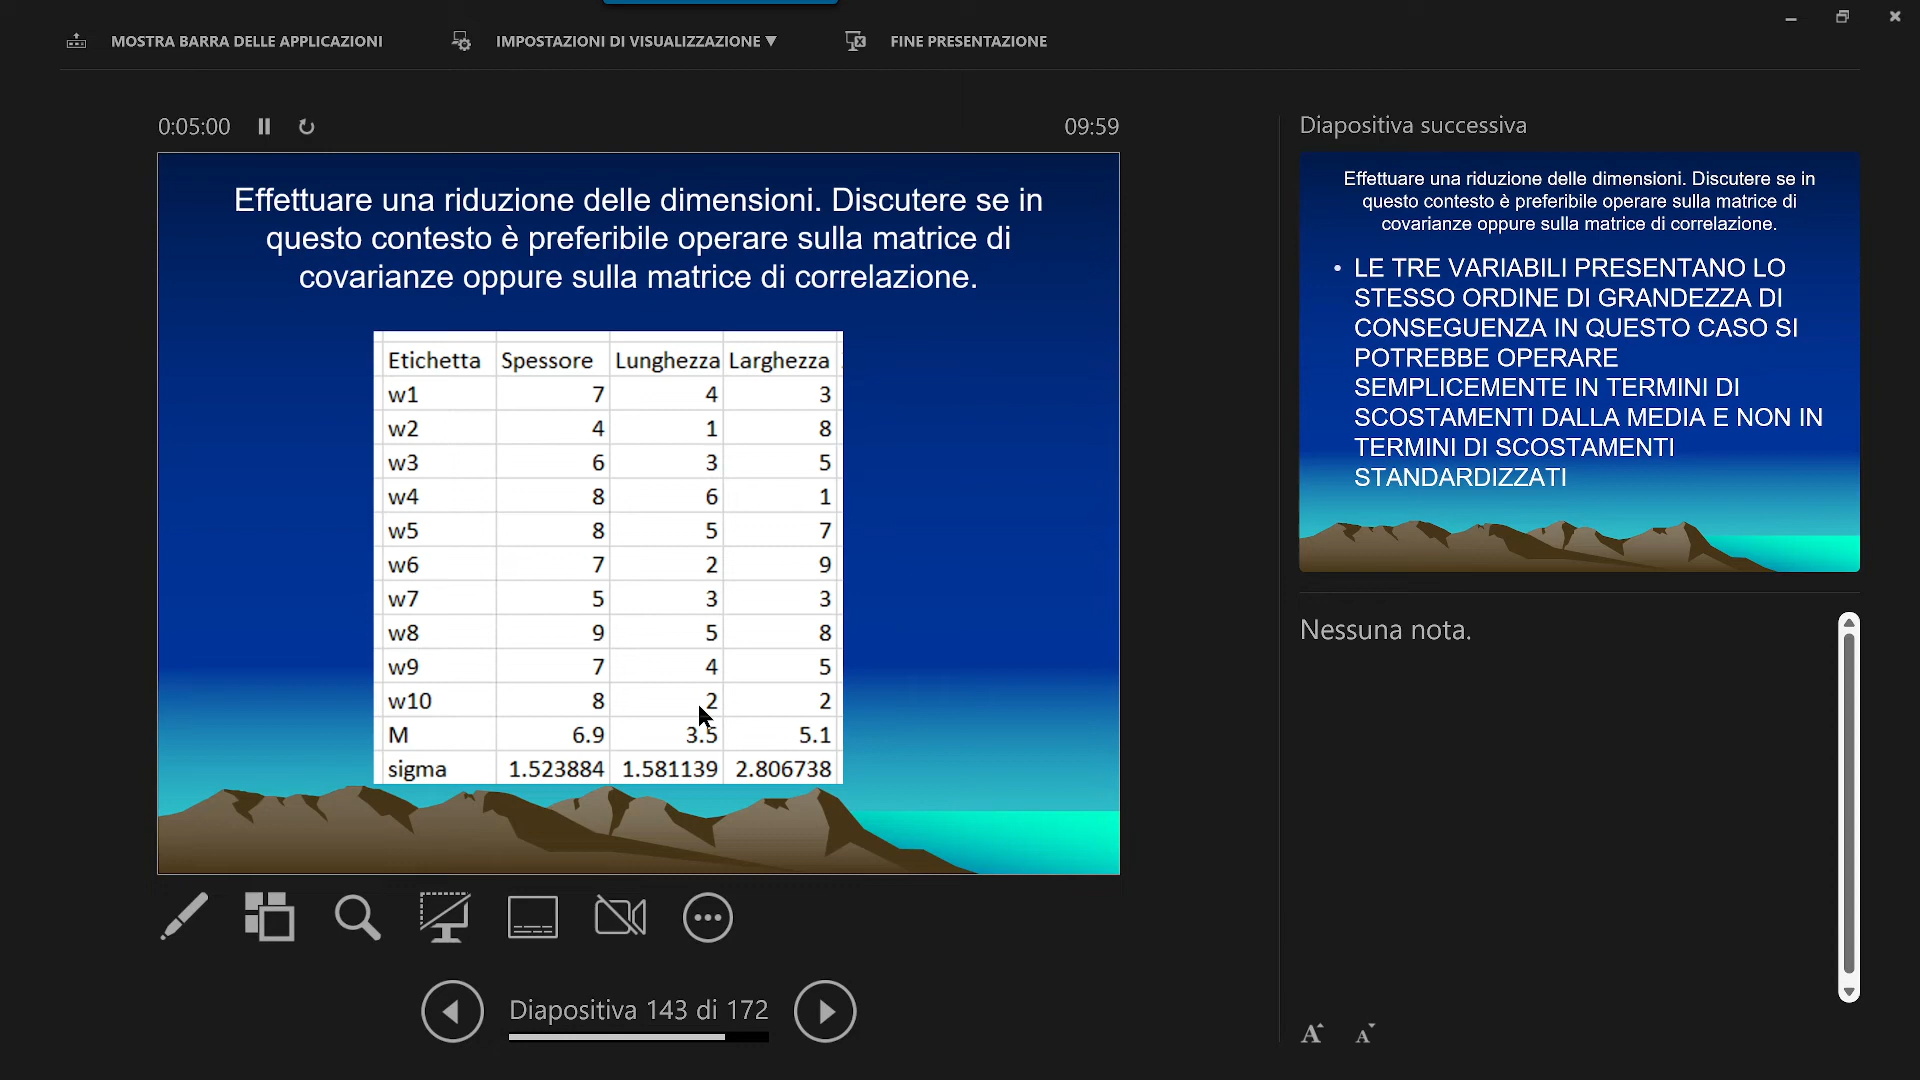 MOSTRA BARRA DELLE APPLICAZIONI
IMPOSTAZIONI DI VISUALIZZAZIONE ▼
FINE PRESENTAZIONE
0:05:00
09:59
Effettuare una riduzione delle dimensioni. Discutere se in
questo contesto è preferibile operare sulla matrice di
covarianze oppure sulla matrice di correlazione.
Etichetta Spessore Lunghezza Larghezza
w1 7 4 3
w2 4 1 8
w3 6 3 5
w4 8 6 1
w5 8 5 7
w6 7 2 9
w7 5 3 3
w8 9 5 8
w9 7 4 5
w10 8 2 2
M 6.9 3.5 5.1
sigma 1.523884 1.581139 2.806738
Diapositiva 143 di 172
Diapositiva successiva
Effettuare una riduzione delle dimensioni. Discutere se in
questo contesto è preferibile operare sulla matrice di
covarianze oppure sulla matrice di correlazione.
• LE TRE VARIABILI PRESENTANO LO
STESSO ORDINE DI GRANDEZZA DI
CONSEGUENZA IN QUESTO CASO SI
POTREBBE OPERARE
SEMPLICEMENTE IN TERMINI DI
SCOSTAMENTI DALLA MEDIA E NON IN
TERMINI DI SCOSTAMENTI
STANDARDIZZATI
Nessuna nota.
A A